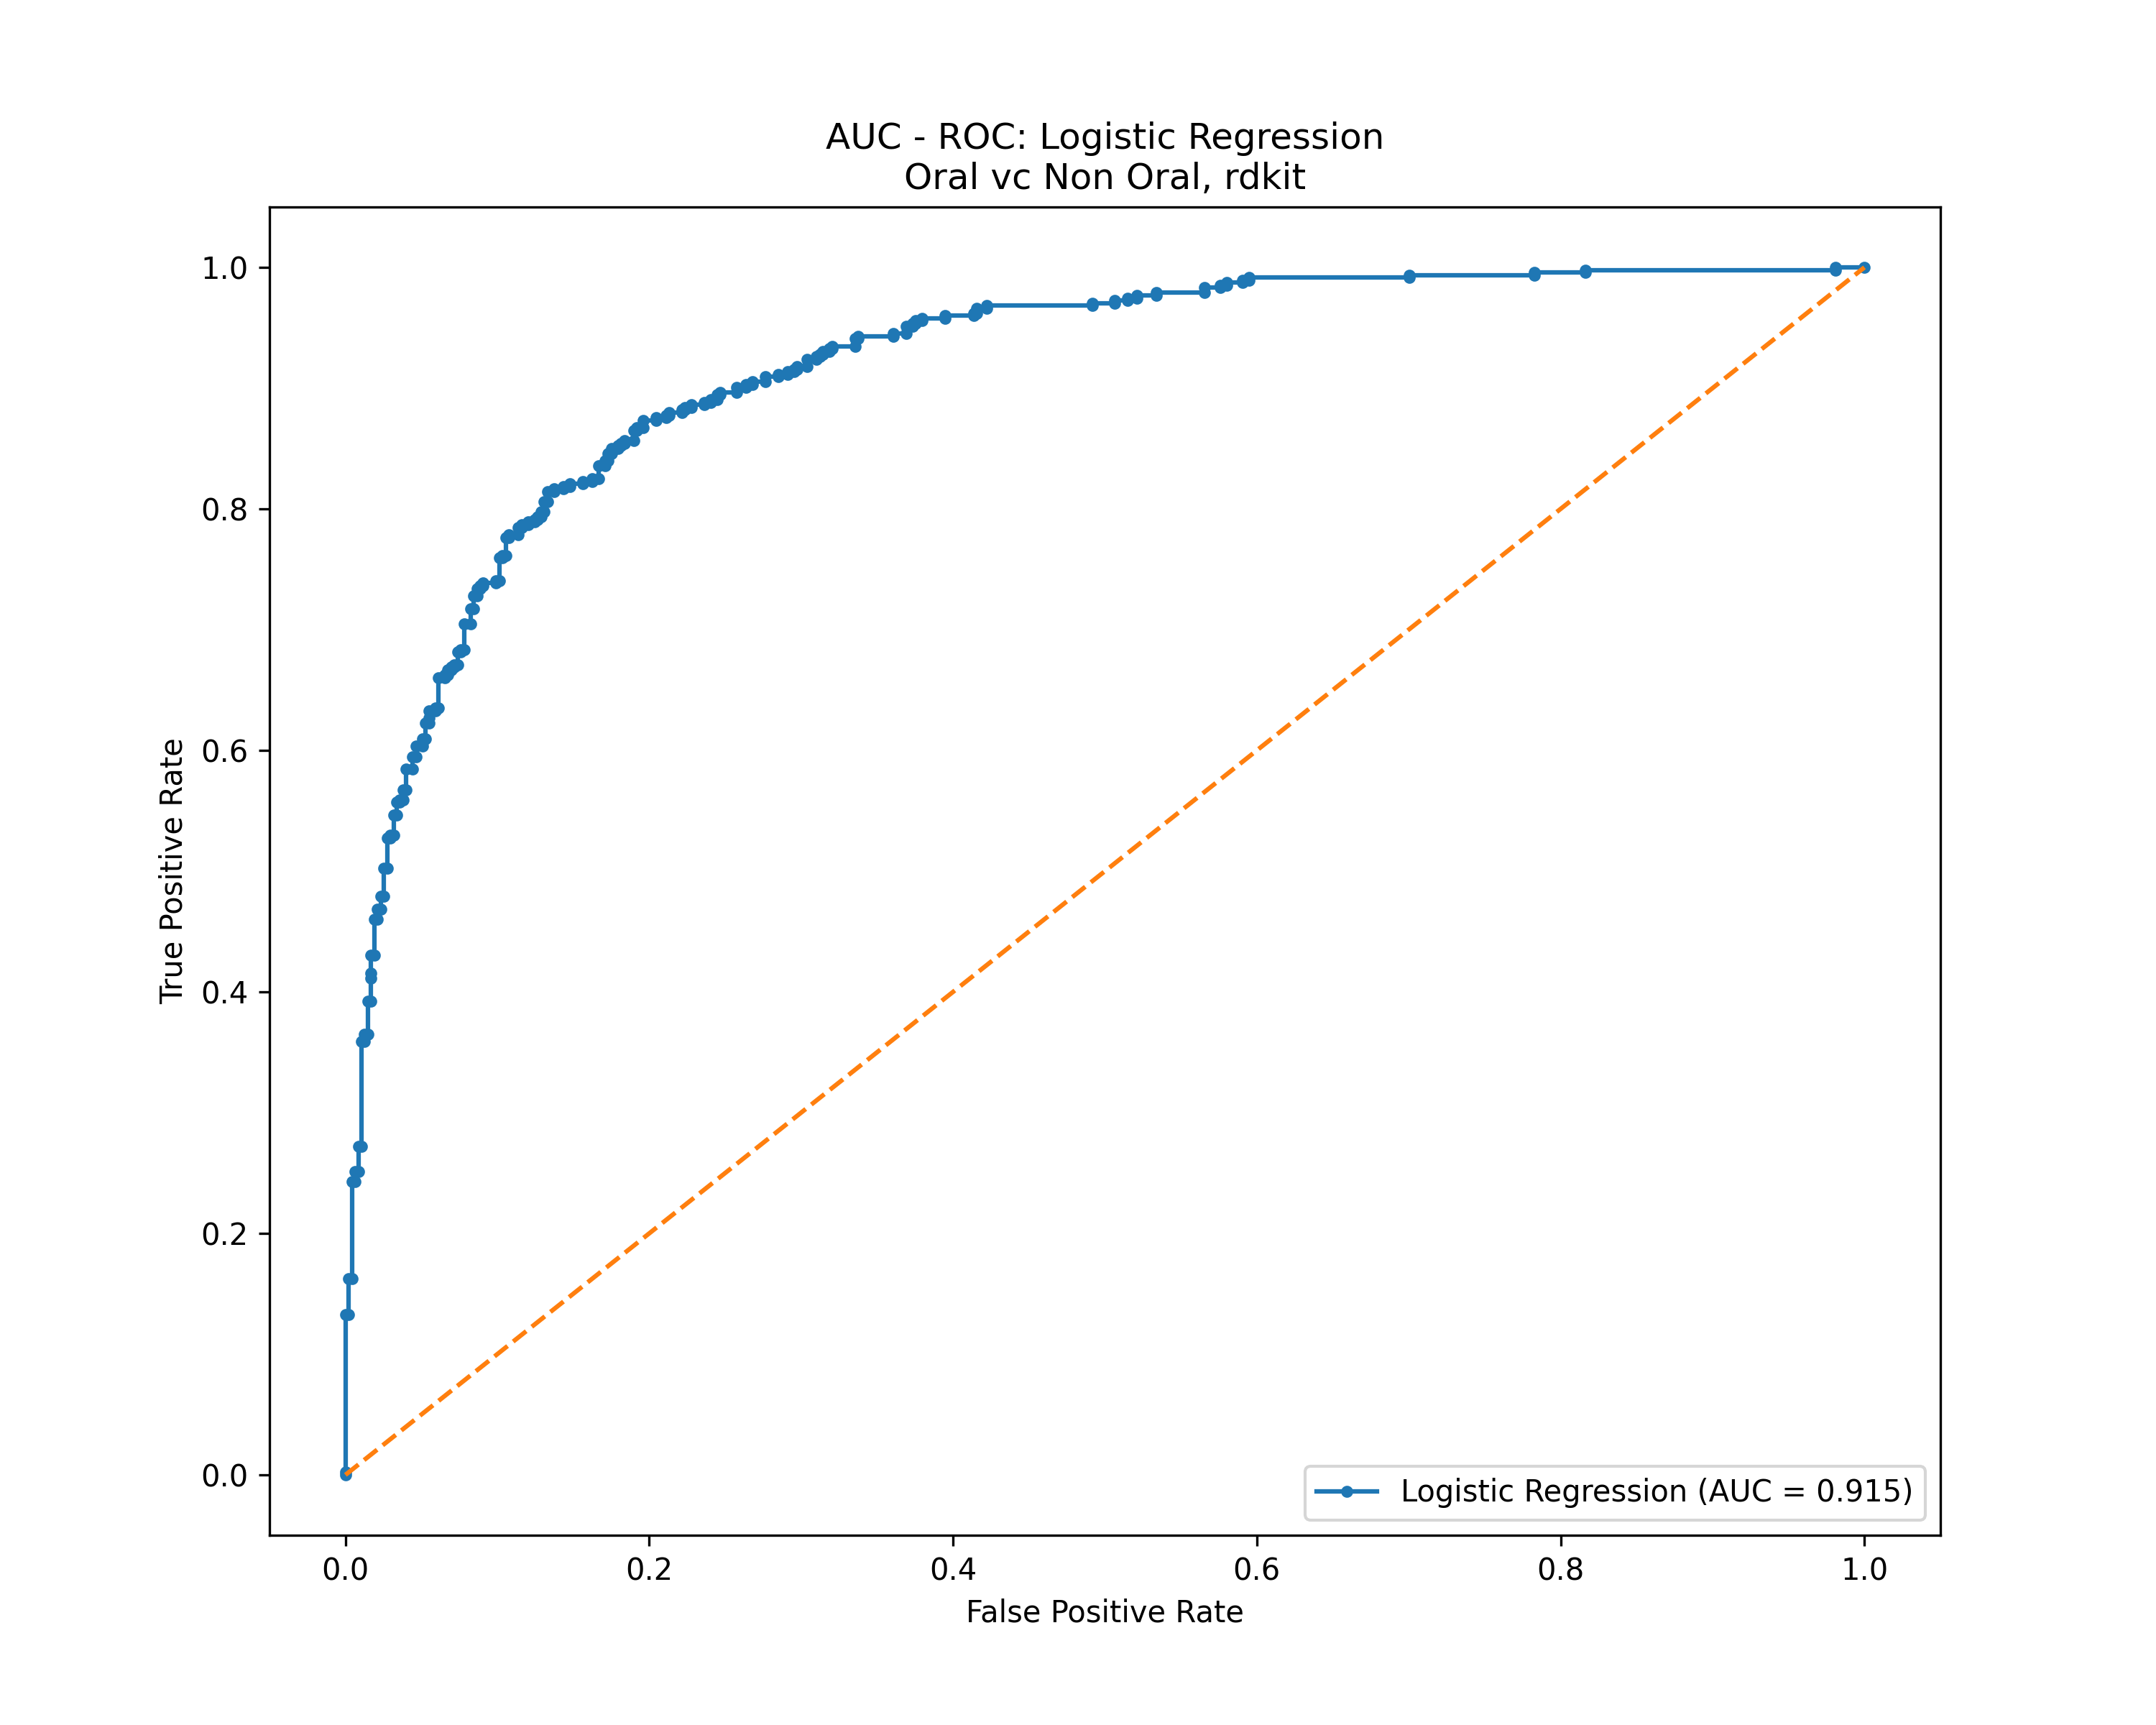 AUC - ROC: Logistic Regression
Oral vc Non Oral, rdkit
1.0
0.8
0.6
0.4
0.2
0.0
True Positive Rate
Logistic Regression (AUC = 0.915)
0.0 0.2 0.4 0.6 0.8 1.0
False Positive Rate